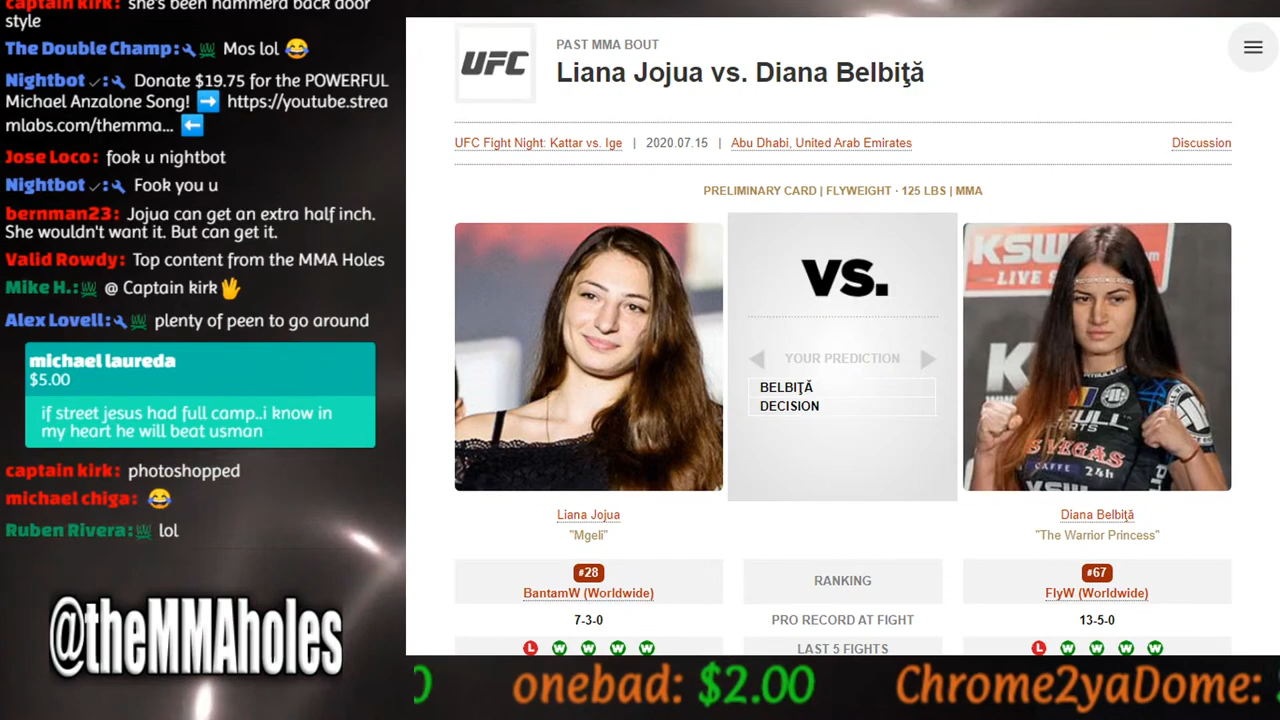 captain kirk: she's been hammerd back door
style
The Double Champ: Mos lol 😂
Nightbot ✓: Donate $19.75 for the POWERFUL
Michael Anzalone Song! ➡️ https://youtube.strea
mlabs.com/themma... ⬅️
Jose Loco: fook u nightbot
Nightbot ✓: Fook you u
bernman23: Jojua can get an extra half inch.
She wouldn't want it. But can get it.
Valid Rowdy: Top content from the MMA Holes
Mike H.: @ Captain kirk🖖
Alex Lovell: plenty of peen to go around
michael laureda
$5.00
if street jesus had full camp..i know in
my heart he will beat usman
captain kirk: photoshopped
michael chiga: 😂
Ruben Rivera: lol
@theMMAholes
UFC
PAST MMA BOUT
Liana Jojua vs. Diana Belbiţă
UFC Fight Night: Kattar vs. Ige | 2020.07.15 | Abu Dhabi, United Arab Emirates
Discussion
PRELIMINARY CARD | FLYWEIGHT · 125 LBS | MMA
VS.
YOUR PREDICTION
BELBIŢĂ
DECISION
KSW
LIVE
PITBULL
SPORTS
VEGAS
CAFFE 24h
KSW
Liana Jojua
"Mgeli"
Diana Belbiţă
"The Warrior Princess"
#28 RANKING #67
BantamW (Worldwide) FlyW (Worldwide)
7-3-0 PRO RECORD AT FIGHT 13-5-0
L W W W W LAST 5 FIGHTS L W W W W
0 onebad: $2.00 Chrome2yaDome: